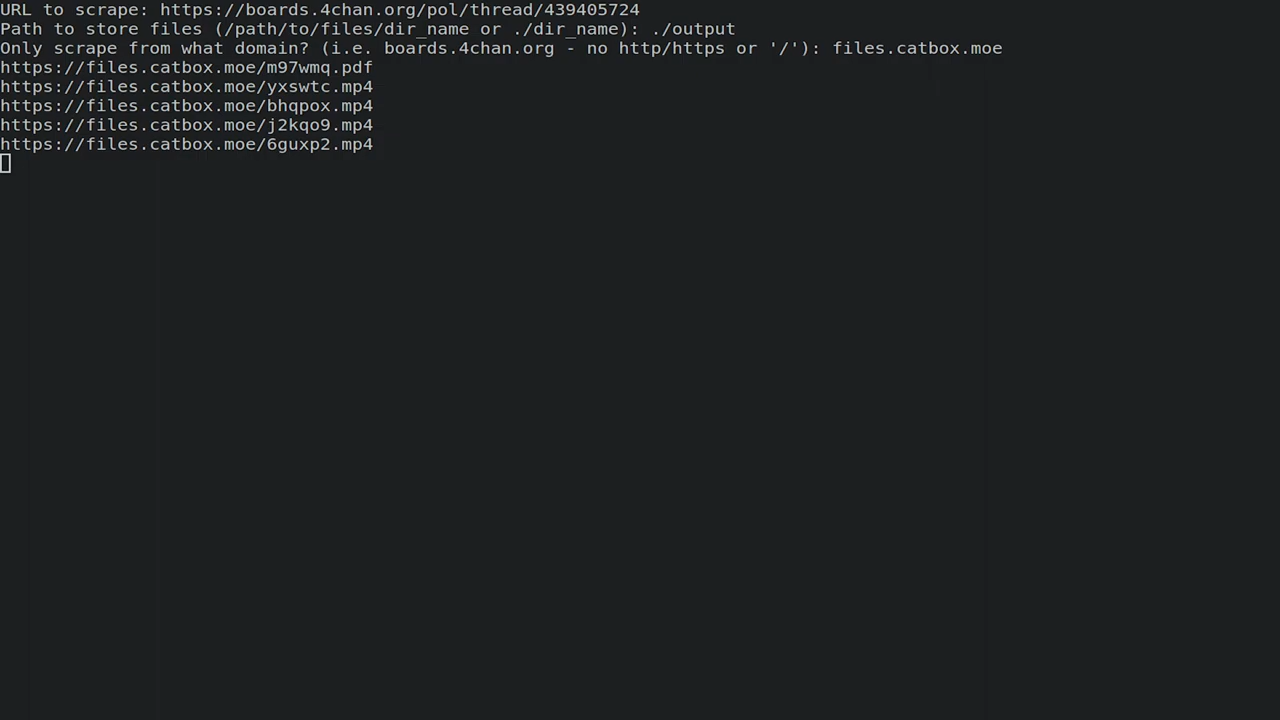 URL to scrape: https://boards.4chan.org/pol/thread/439405724
Path to store files (/path/to/files/dir_name or ./dir_name): ./output
Only scrape from what domain? (i.e. boards.4chan.org - no http/https or '/'): files.catbox.moe
https://files.catbox.moe/m97wmq.pdf
https://files.catbox.moe/yxswtc.mp4
https://files.catbox.moe/bhqpox.mp4
https://files.catbox.moe/j2kqo9.mp4
https://files.catbox.moe/6guxp2.mp4